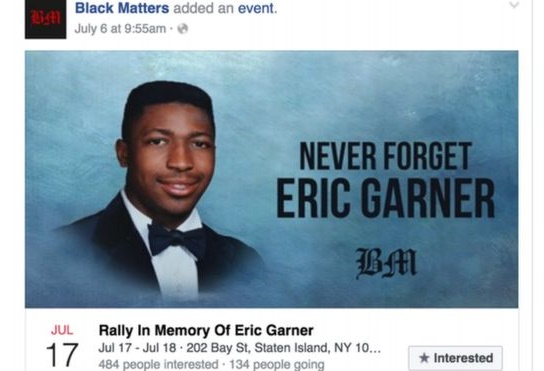 BM
Black Matters added an event.
July 6 at 9:55am ·
NEVER FORGET
ERIC GARNER
BM
JUL
17
Rally In Memory Of Eric Garner
Jul 17 - Jul 18 · 202 Bay St, Staten Island, NY 10...
484 people interested · 134 people going
★ Interested